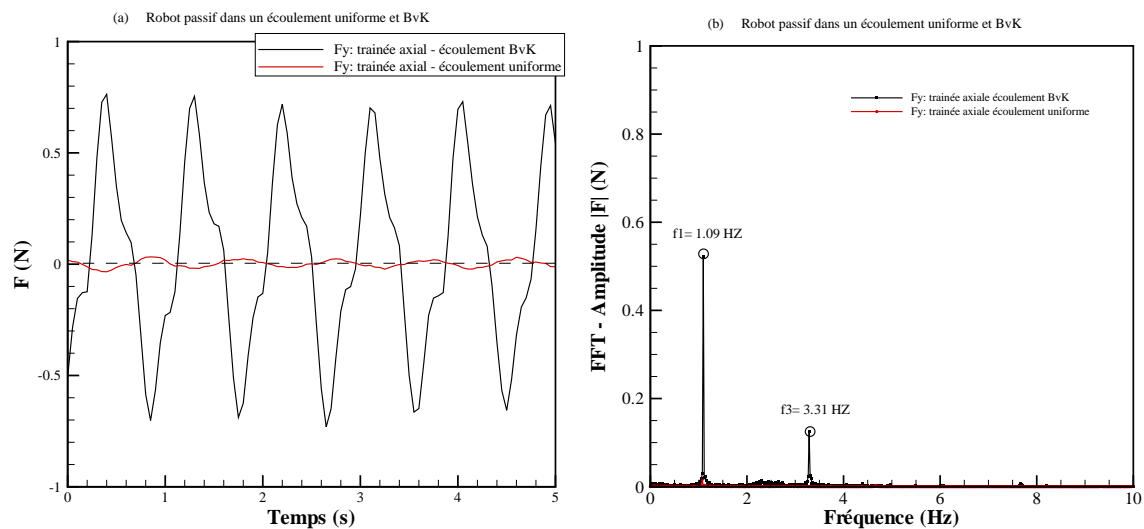 (a) Robot passif dans un écoulement uniforme et BvK
Fy: trainée axial - écoulement BvK
Fy: trainée axial - écoulement uniforme
F (N)
1
0.5
0
-0.5
-1
0 1 2 3 4 5
Temps (s)
(b) Robot passif dans un écoulement uniforme et BvK
Fy: trainée axiale écoulement BvK
Fy: trainée axiale écoulement uniforme
FFT - Amplitude |F| (N)
1
0.8
0.6
0.4
0.2
0
f1= 1.09 HZ
f3= 3.31 HZ
0 2 4 6 8 10
Fréquence (Hz)